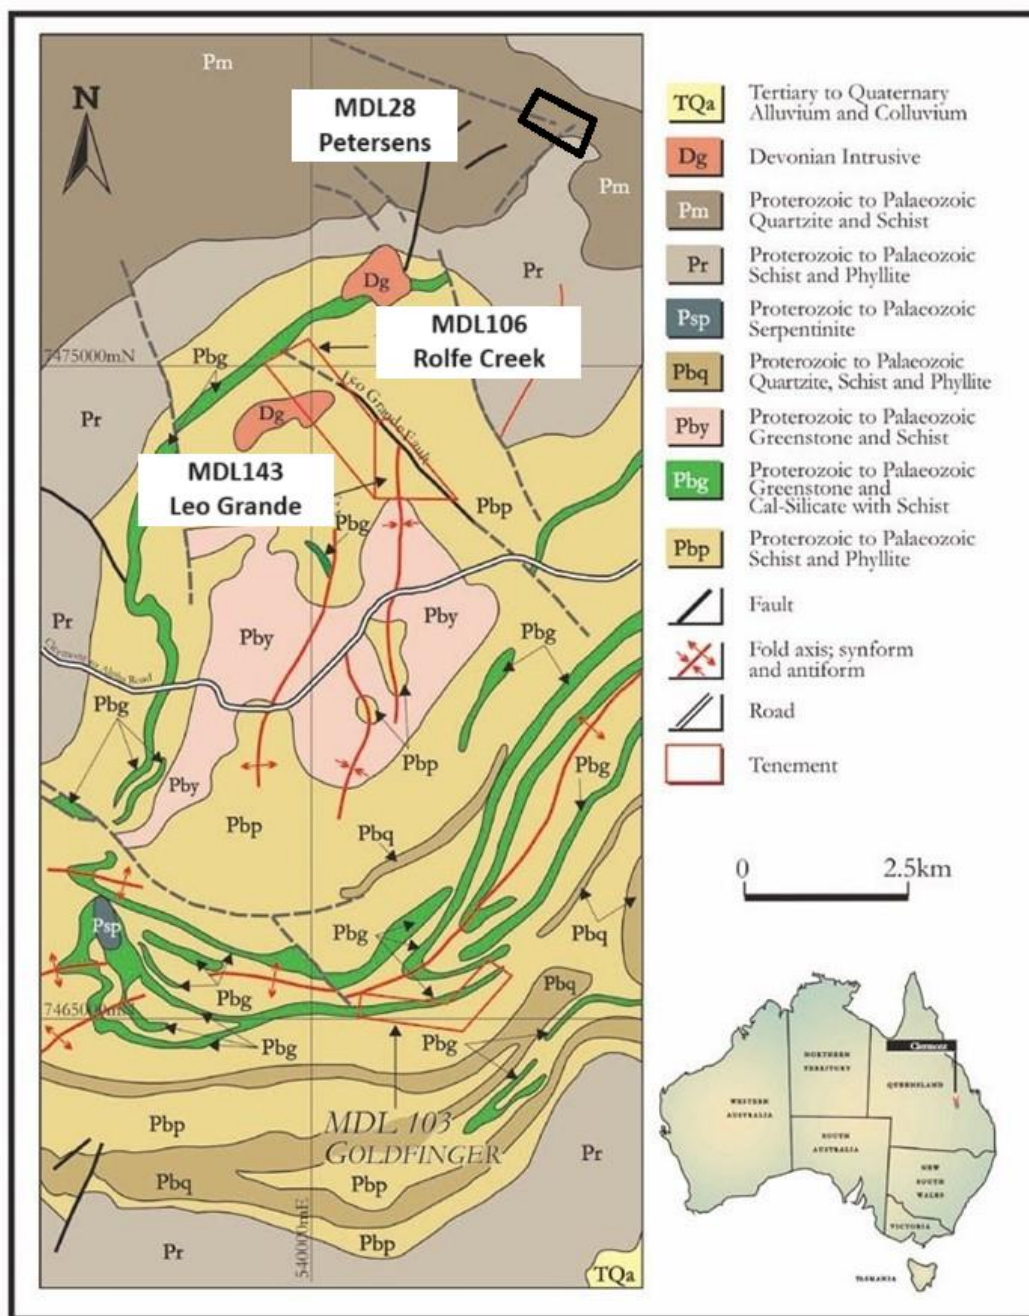 Pm
N
MDL28
Petersens
Pm
Dg
Pr
MDL106
Rolfe Creek
7475000mN
Pbg
Leo Grande Fault
Pr
Dg
MDL143
Leo Grande
Pbp
Pbg
Pr
Pby
Pby
Pbg
Pbg
Pby
Pbp
Pbg
Pbp
Pbq
Psp
Pbg
Pbq
Pbg
Pbq
7465000m
Pbg
Pbp
Pbg
MDL 103
GOLDFINGER
Pbp
Pr
Pbq
Pbp
540000mE
Pbp
Pr
TQa
TQa
Tertiary to Quaternary
Alluvium and Colluvium
Dg
Devonian Intrusive
Pm
Proterozoic to Palaeozoic
Quartzite and Schist
Pr
Proterozoic to Palaeozoic
Schist and Phyllite
Psp
Proterozoic to Palaeozoic
Serpentinite
Pbq
Proterozoic to Palaeozoic
Quartzite, Schist and Phyllite
Pby
Proterozoic to Palaeozoic
Greenstone and Schist
Pbg
Proterozoic to Palaeozoic
Greenstone and
Cal-Silicate with Schist
Pbp
Proterozoic to Palaeozoic
Schist and Phyllite
Fault
Fold axis; synform
and antiform
Road
Tenement
0
2.5km
Clermont
NORTHERN
TERRITORY
QUEENSLAND
WESTERN
AUSTRALIA
SOUTH
AUSTRALIA
NEW
SOUTH
WALES
VICTORIA
TASMANIA